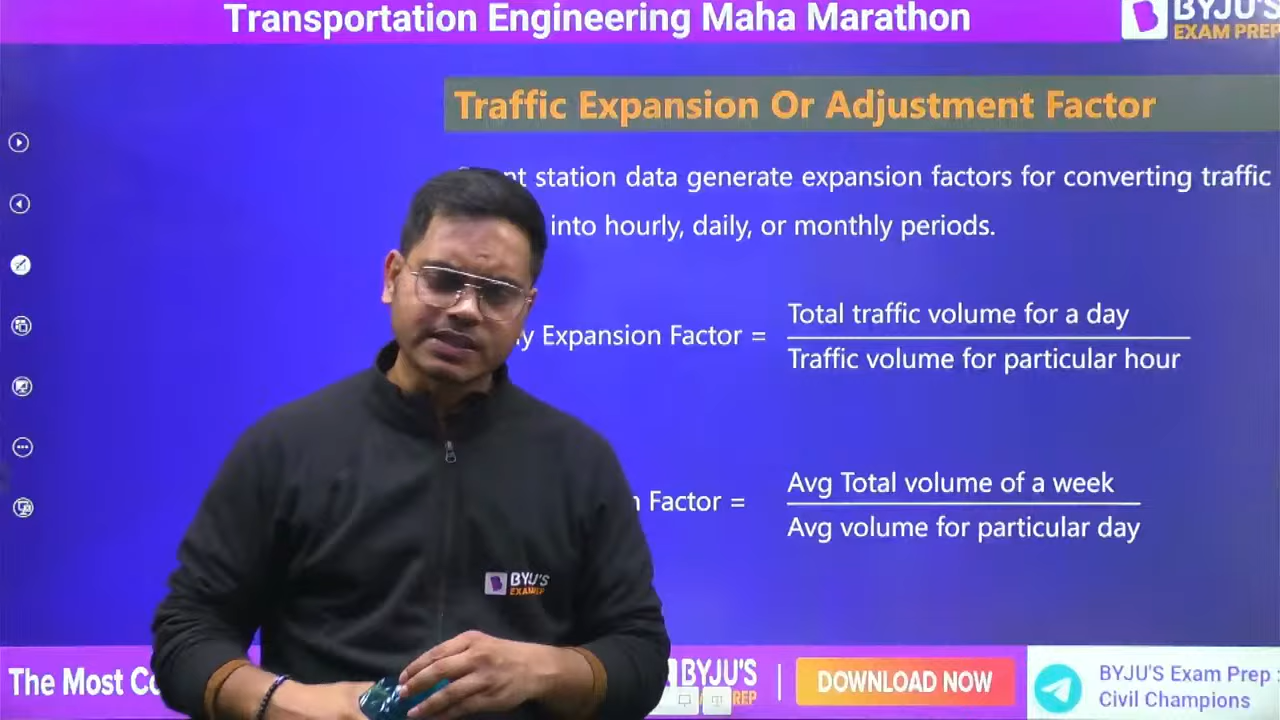 Transportation Engineering Maha Marathon
BYJU'S
EXAM PREP
Traffic Expansion Or Adjustment Factor
station data generate expansion factors for converting traffic
into hourly, daily, or monthly periods.
Expansion Factor =
Total traffic volume for a day
Traffic volume for particular hour
Factor =
Avg Total volume of a week
Avg volume for particular day
BYJU'S
EXAM PREP
The Most
BYJU'S
PREP
DOWNLOAD NOW
BYJU'S Exam Prep :
Civil Champions